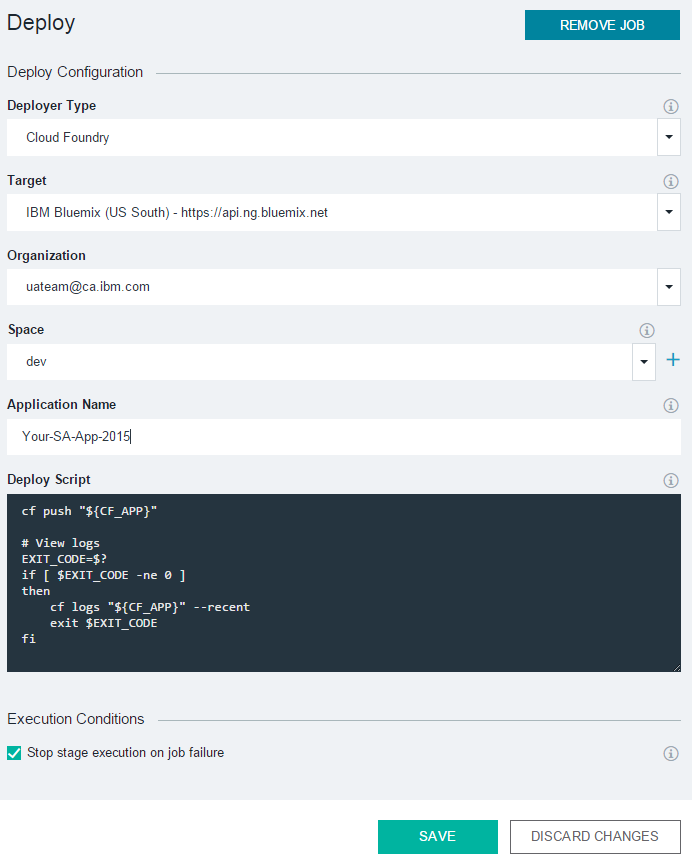 Deploy
REMOVE JOB
Deploy Configuration
Deployer Type
Cloud Foundry
Target
IBM Bluemix (US South) - https://api.ng.bluemix.net
Organization
uateam@ca.ibm.com
Space
dev
Application Name
Your-SA-App-2015
Deploy Script
cf push "${CF_APP}"
# View logs
EXIT_CODE=$?
if [ $EXIT_CODE -ne 0 ]
then
    cf logs "${CF_APP}" --recent
    exit $EXIT_CODE
fi
Execution Conditions
Stop stage execution on job failure
SAVE
DISCARD CHANGES